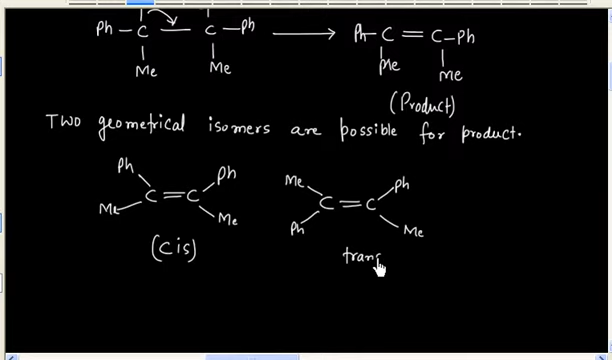 Ph — C — C — Ph ⟶ Ph — C = C — Ph
Me Me Me Me
(Product)
Two geometrical isomers are possible for product.
Ph Ph Me Ph
C = C C = C
Me Me Ph Me
(Cis) trans